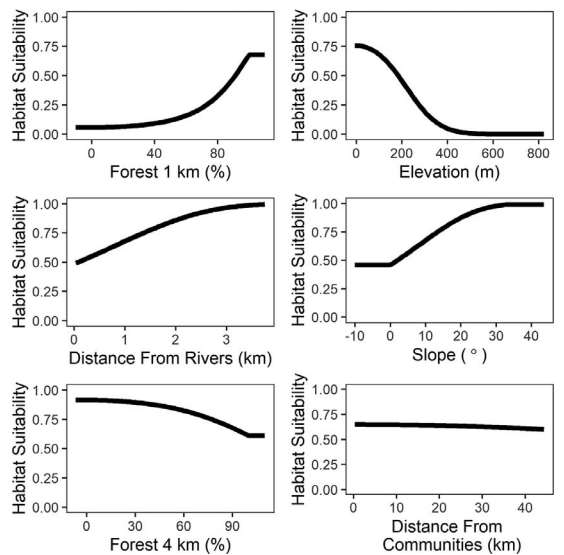 Habitat Suitability
1.00
0.75
0.50
0.25
0.00
0 40 80
Forest 1 km (%)
Habitat Suitability
1.00
0.75
0.50
0.25
0.00
0 200 400 600 800
Elevation (m)
Habitat Suitability
1.00
0.75
0.50
0.25
0.00
0 1 2 3
Distance From Rivers (km)
Habitat Suitability
1.00
0.75
0.50
0.25
0.00
-10 0 10 20 30 40
Slope ( ° )
Habitat Suitability
1.00
0.75
0.50
0.25
0.00
0 30 60 90
Forest 4 km (%)
Habitat Suitability
1.00
0.75
0.50
0.25
0.00
0 10 20 30 40
Distance From
Communities (km)